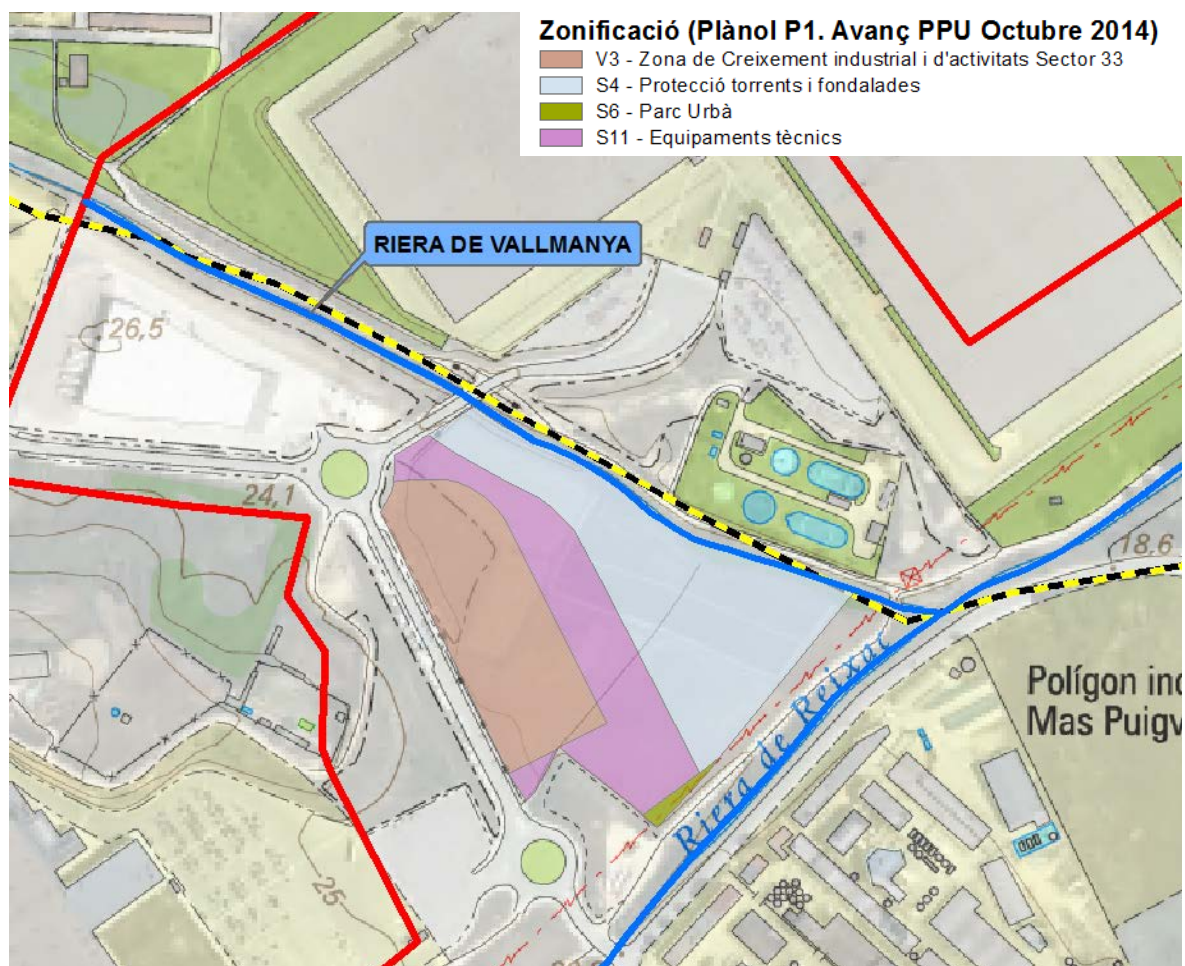 Zonificació (Plànol P1. Avanç PPU Octubre 2014)
V3 - Zona de Creixement industrial i d'activitats Sector 33
S4 - Protecció torrents i fondalades
S6 - Parc Urbà
S11 - Equipaments tècnics
RIERA DE VALLMANYA
26,5
24,1
18,6
Riera de Reixac
Polígon ind
Mas Puigv
25